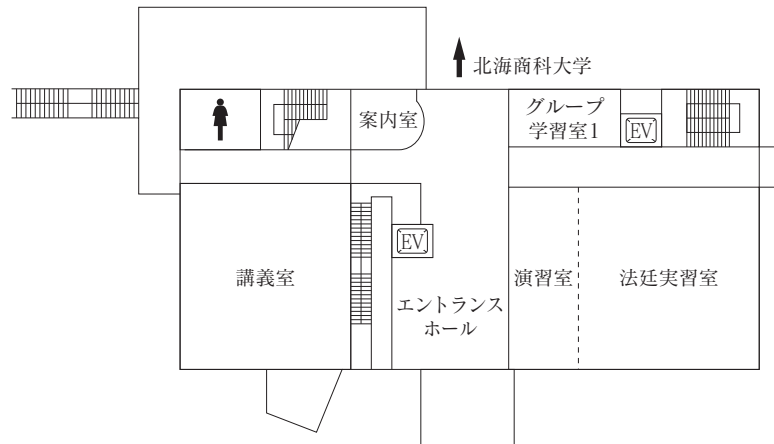 北海商科大学
案内室
グループ
学習室1
EV
EV
講義室
エントランス
ホール
演習室
法廷実習室